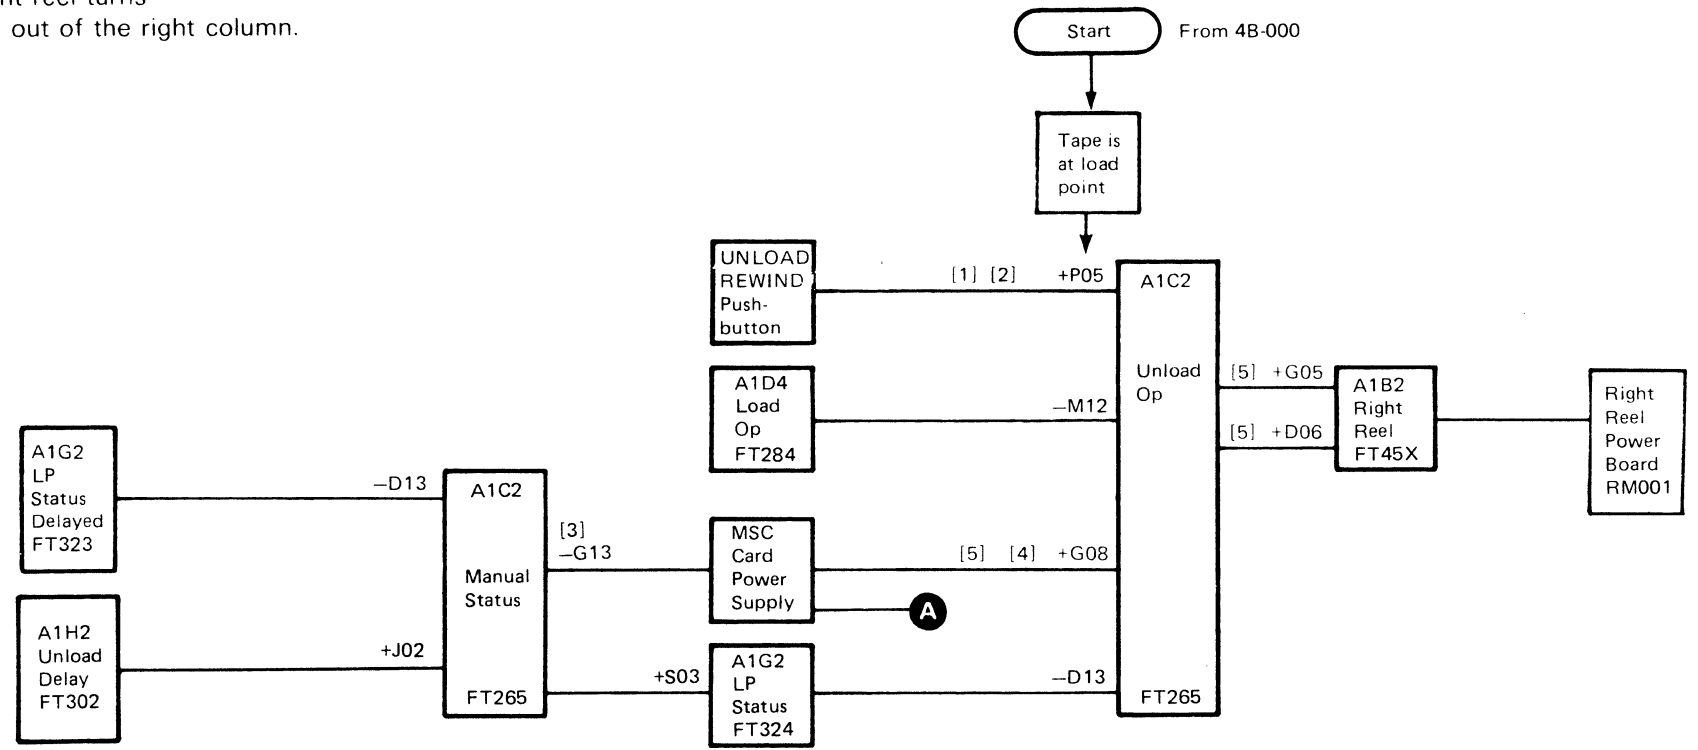 reel turns
out of the right column.
Start
From 4B-000
Tape is
at load
point
UNLOAD
REWIND
Push-
button
[1] [2] +P05
A1C2
Unload
Op
FT265
A1D4
Load
Op
FT284
—M12
[5] +G05
[5] +D06
A1B2
Right
Reel
FT45X
Right
Reel
Power
Board
RM001
A1G2
LP
Status
Delayed
FT323
—D13
A1C2
Manual
Status
FT265
[3]
—G13
MSC
Card
Power
Supply
[5] [4] +G08
A
A1H2
Unload
Delay
FT302
+J02
+S03
A1G2
LP
Status
FT324
—D13